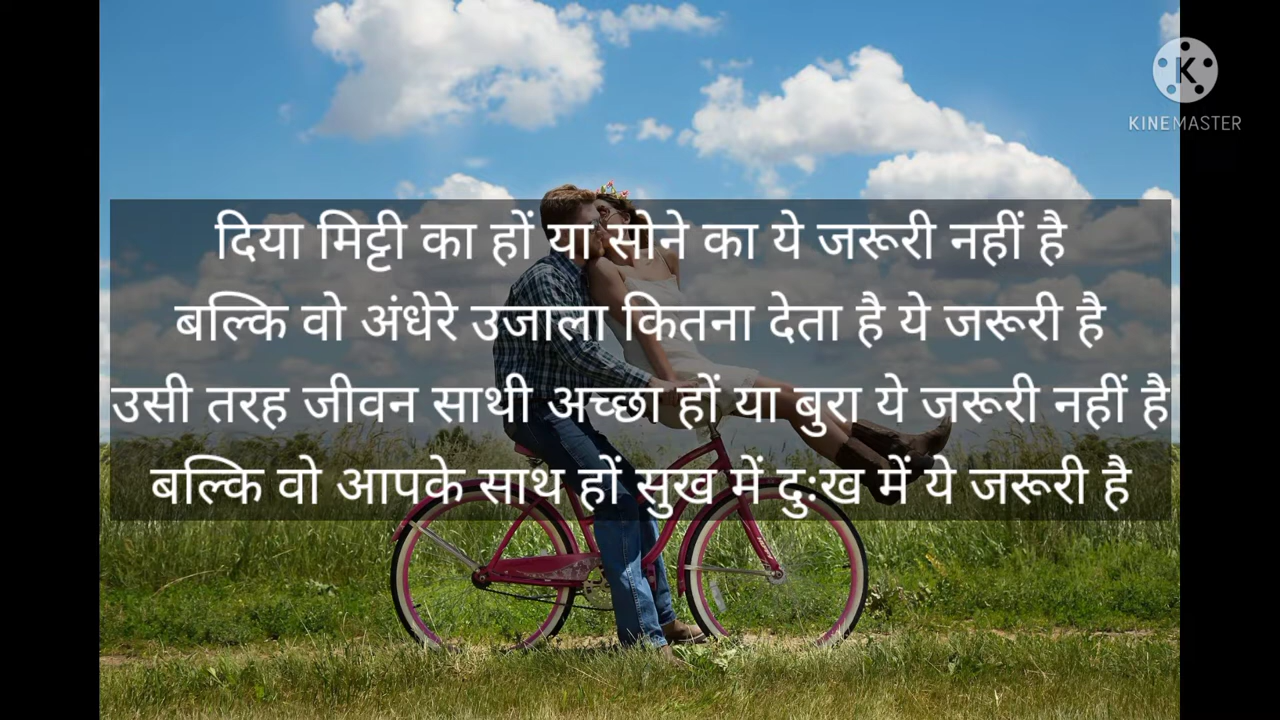 KINEMASTER
दिया मिट्टी का हों या सोने का ये जरूरी नहीं है
बल्कि वो अंधेरे उजाला कितना देता है ये जरूरी है
उसी तरह जीवन साथी अच्छा हों या बुरा ये जरूरी नहीं है
बल्कि वो आपके साथ हों सुख में दुःख में ये जरूरी है